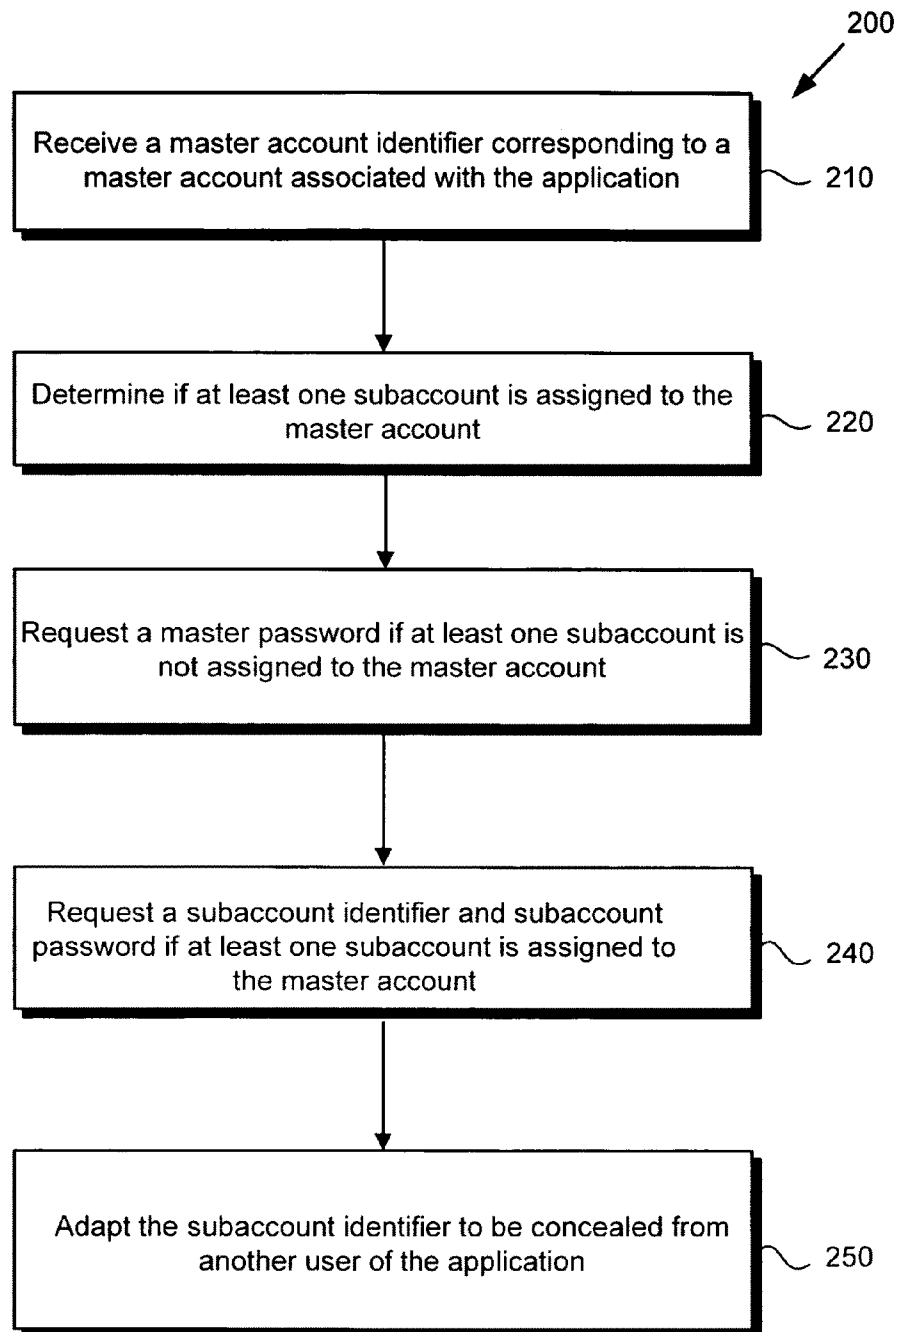 200
Receive a master account identifier corresponding to a
master account associated with the application
210
Determine if at least one subaccount is assigned to the
master account
220
Request a master password if at least one subaccount is
not assigned to the master account
230
Request a subaccount identifier and subaccount
password if at least one subaccount is assigned to
the master account
240
Adapt the subaccount identifier to be concealed from
another user of the application
250